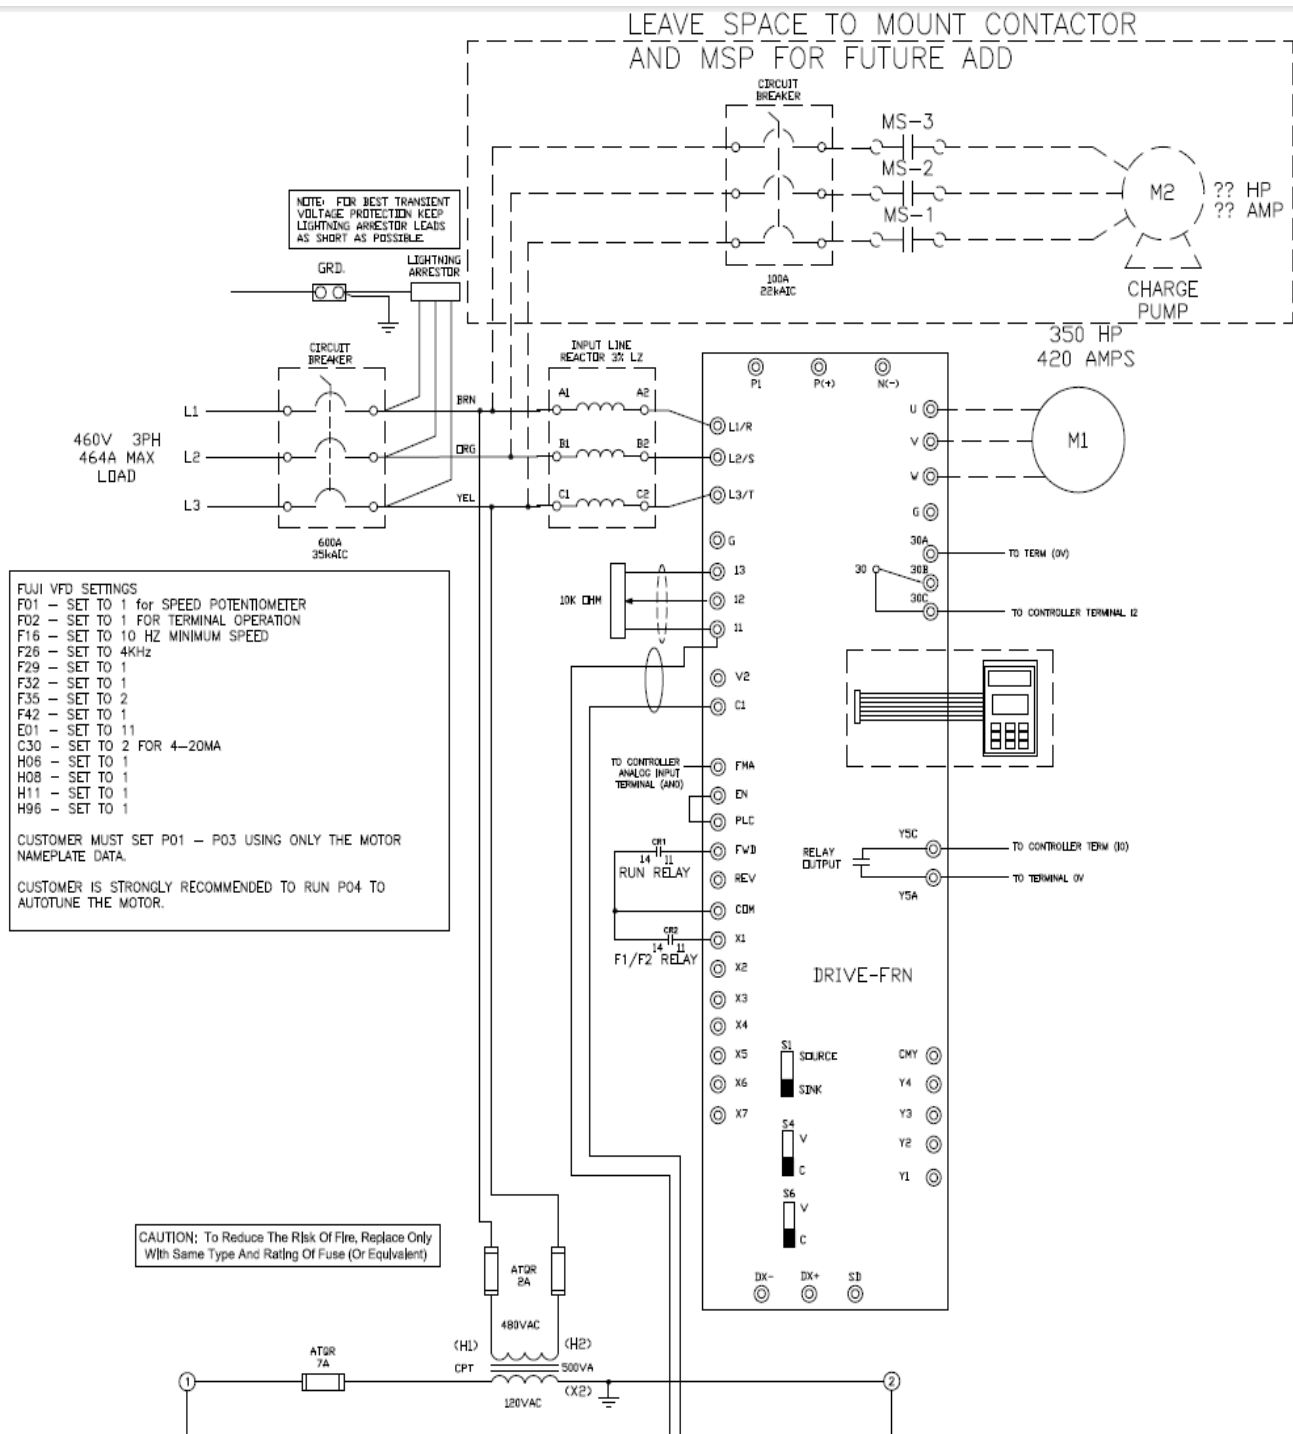 LEAVE SPACE TO MOUNT CONTACTOR
AND MSP FOR FUTURE ADD
CIRCUIT
BREAKER
MS-3
MS-2
MS-1
M2
?? HP
?? AMP
100A
22kAIC
CHARGE
PUMP
NOTE: FOR BEST TRANSIENT
VOLTAGE PROTECTION KEEP
LIGHTNING ARRESTOR LEADS
AS SHORT AS POSSIBLE
GRD.
LIGHTNING
ARRESTOR
350 HP
420 AMPS
CIRCUIT
BREAKER
INPUT LINE
REACTOR 3% LZ
460V 3PH
464A MAX
LOAD
L1
L2
L3
BRN
ORG
YEL
A1 A2
B1 B2
C1 C2
600A
35kAIC
P1
P(+)
N(-)
L1/R
L2/S
L3/T
G
U
V
W
G
M1
30A
30
30B
30C
TO TERM (0V)
TO CONTROLLER TERMINAL I2
10K OHM
13
12
11
V2
C1
FUJI VFD SETTINGS
F01 - SET TO 1 for SPEED POTENTIOMETER
F02 - SET TO 1 FOR TERMINAL OPERATION
F16 - SET TO 10 HZ MINIMUM SPEED
F26 - SET TO 4KHz
F29 - SET TO 1
F32 - SET TO 1
F35 - SET TO 2
F42 - SET TO 1
E01 - SET TO 11
C30 - SET TO 2 FOR 4-20MA
H06 - SET TO 1
H08 - SET TO 1
H11 - SET TO 1
H96 - SET TO 1
CUSTOMER MUST SET P01 - P03 USING ONLY THE MOTOR
NAMEPLATE DATA.
CUSTOMER IS STRONGLY RECOMMENDED TO RUN P04 TO
AUTOTUNE THE MOTOR.
TO CONTROLLER
ANALOG INPUT
TERMINAL (AN0)
FMA
EN
PLC
FWD
REV
COM
X1
X2
X3
X4
X5
X6
X7
CR1
14 11
RUN RELAY
CR2
14 11
F1/F2 RELAY
RELAY
OUTPUT
Y5C
Y5A
TO CONTROLLER TERM (I0)
TO TERMINAL 0V
DRIVE-FRN
S1
SOURCE
SINK
S4
V
C
S6
V
C
CMY
Y4
Y3
Y2
Y1
DX-
DX+
SD
CAUTION: To Reduce The Risk Of Fire, Replace Only
With Same Type And Rating Of Fuse (Or Equivalent)
ATQR
2A
480VAC
(H1)
(H2)
CPT
500VA
(X2)
120VAC
ATQR
7A
1
2